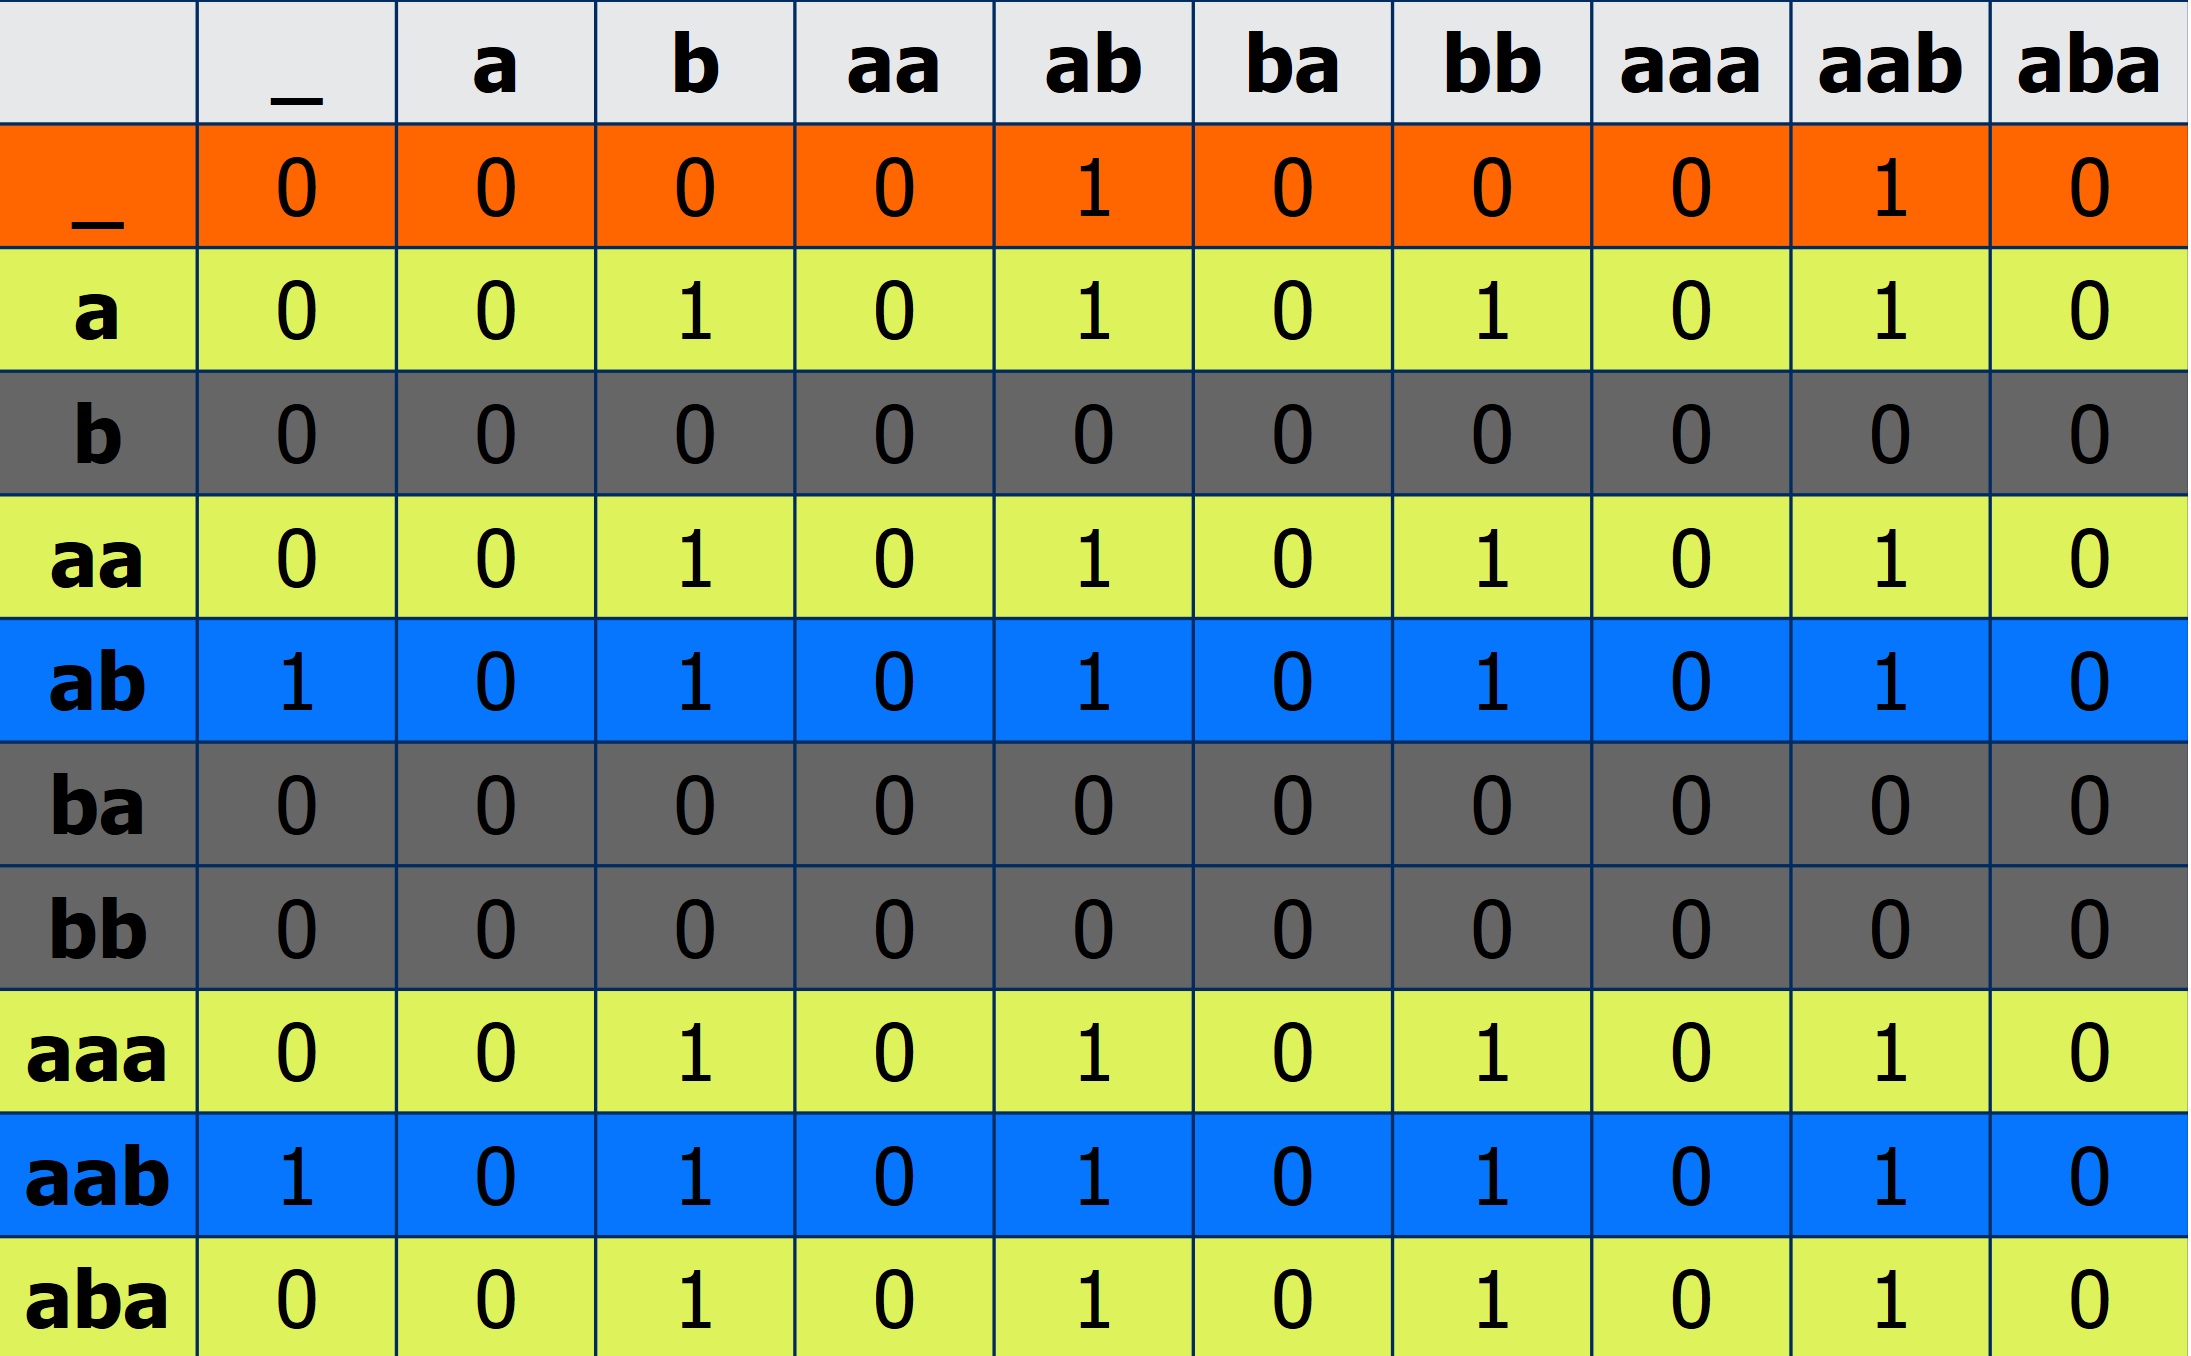 _ a b aa ab ba bb aaa aab aba
_ 0 0 0 0 1 0 0 0 1 0
a 0 0 1 0 1 0 1 0 1 0
b 0 0 0 0 0 0 0 0 0 0
aa 0 0 1 0 1 0 1 0 1 0
ab 1 0 1 0 1 0 1 0 1 0
ba 0 0 0 0 0 0 0 0 0 0
bb 0 0 0 0 0 0 0 0 0 0
aaa 0 0 1 0 1 0 1 0 1 0
aab 1 0 1 0 1 0 1 0 1 0
aba 0 0 1 0 1 0 1 0 1 0